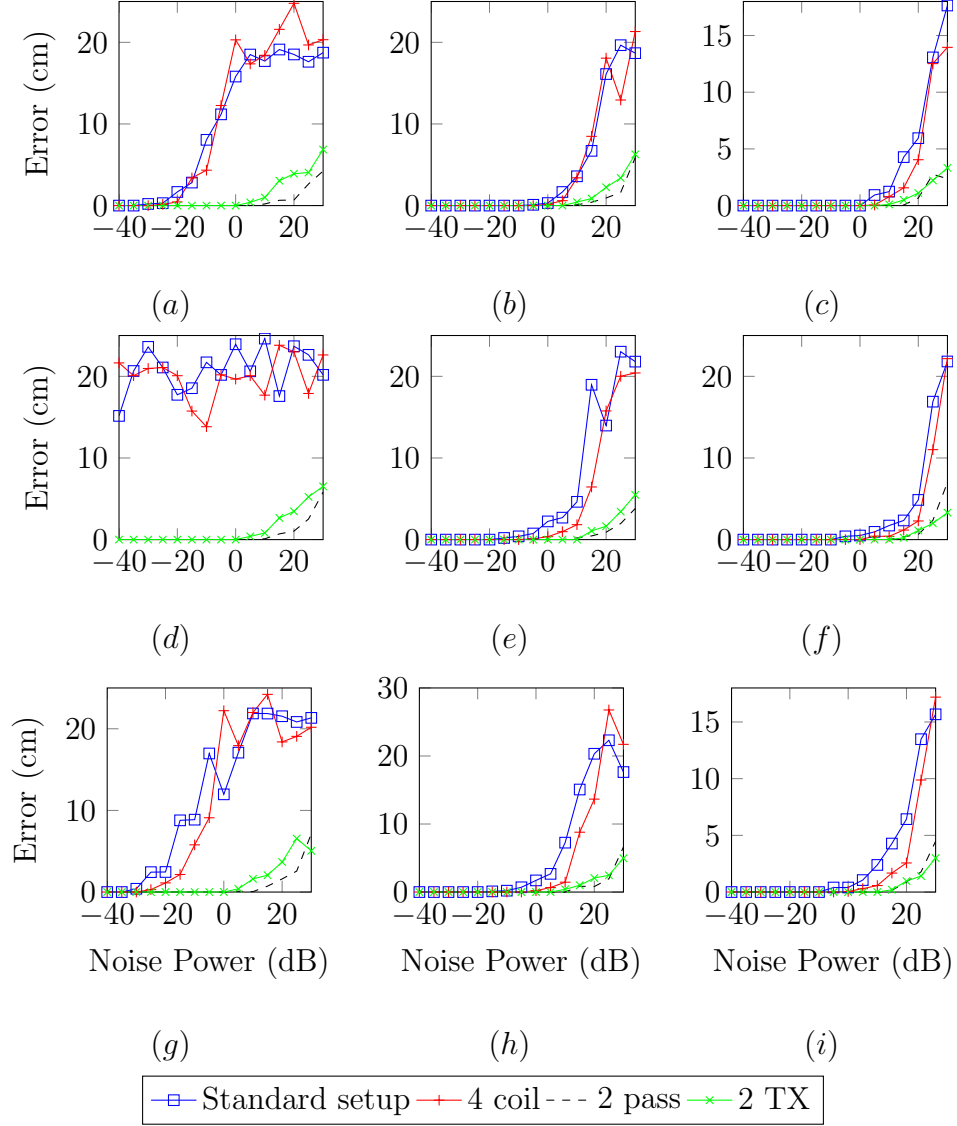 20
10
0
Error (cm)
−40 −20 0 20
(a)
20
10
0
−40 −20 0 20
(b)
15
10
5
0
−40 −20 0 20
(c)
20
10
0
Error (cm)
−40 −20 0 20
(d)
20
10
0
−40 −20 0 20
(e)
20
10
0
−40 −20 0 20
(f)
20
10
0
Error (cm)
−40 −20 0 20
Noise Power (dB)
(g)
30
20
10
0
−40 −20 0 20
Noise Power (dB)
(h)
15
10
5
0
−40 −20 0 20
Noise Power (dB)
(i)
Standard setup 4 coil 2 pass 2 TX